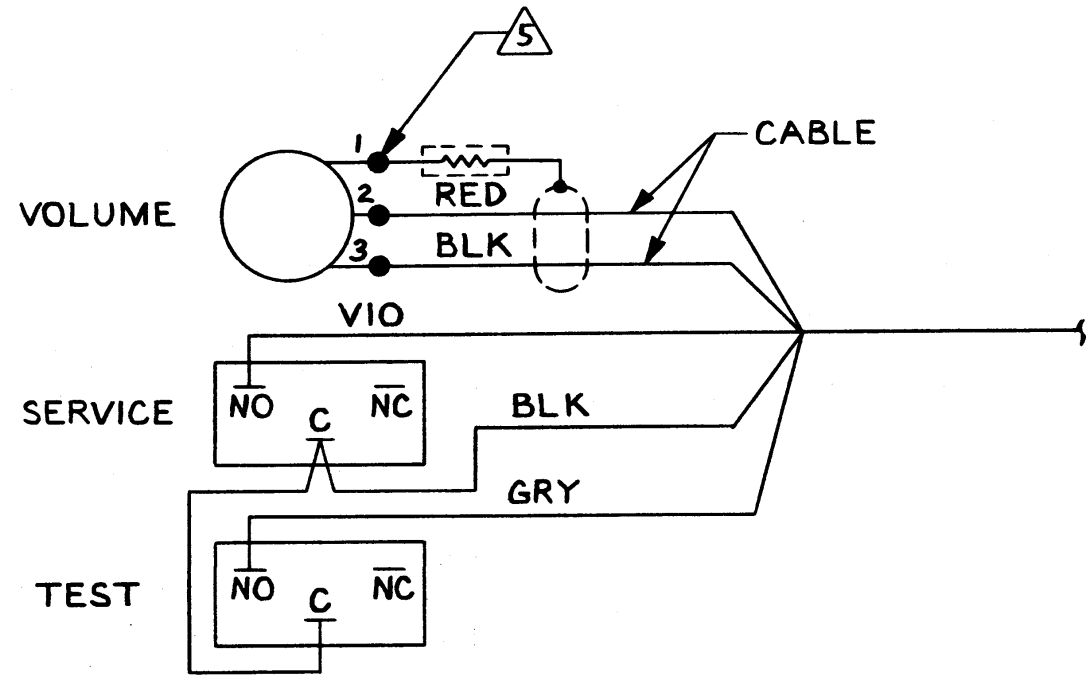 5
1
CABLE
RED
2
VOLUME
3
BLK
VIO
NO
NC
SERVICE
C
BLK
GRY
NO
NC
TEST
C